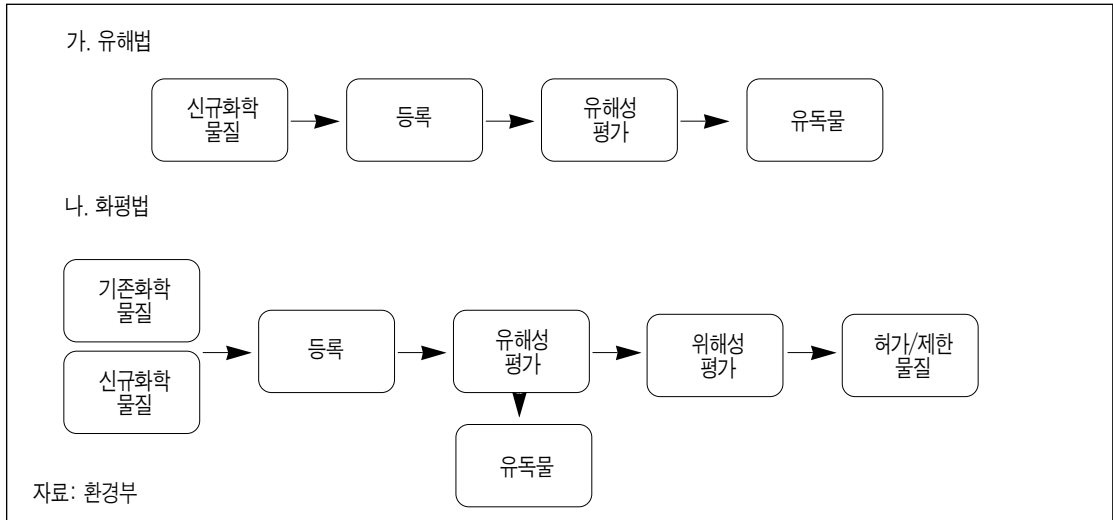 가. 유해법
신규화학
물질
등록
유해성
평가
유독물
나. 화평법
기존화학
물질
신규화학
물질
등록
유해성
평가
위해성
평가
허가/제한
물질
유독물
자료: 환경부